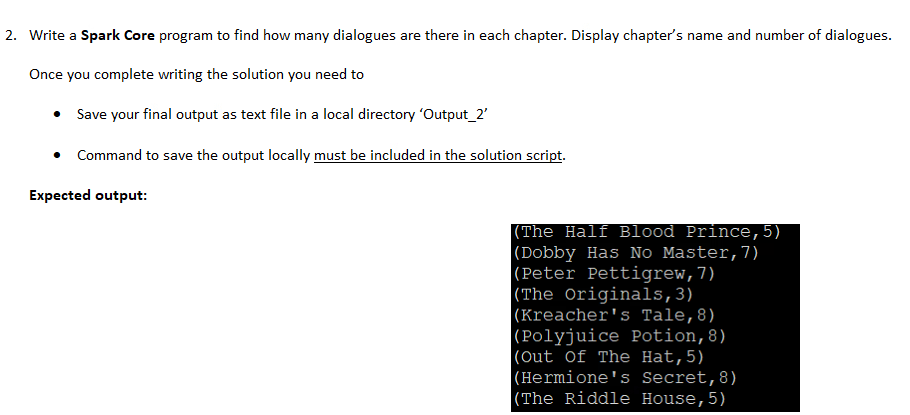 2. Write a Spark Core program to find how many dialogues are there in each chapter. Display chapter's name and number of dialogues.
Once you complete writing the solution you need to
• Save your final output as text file in a local directory 'Output_2'
• Command to save the output locally must be included in the solution script.
Expected output:
(The Half Blood Prince,5)
(Dobby Has No Master,7)
(Peter Pettigrew,7)
(The Originals,3)
(Kreacher's Tale,8)
(Polyjuice Potion,8)
(Out Of The Hat,5)
(Hermione's Secret,8)
(The Riddle House,5)